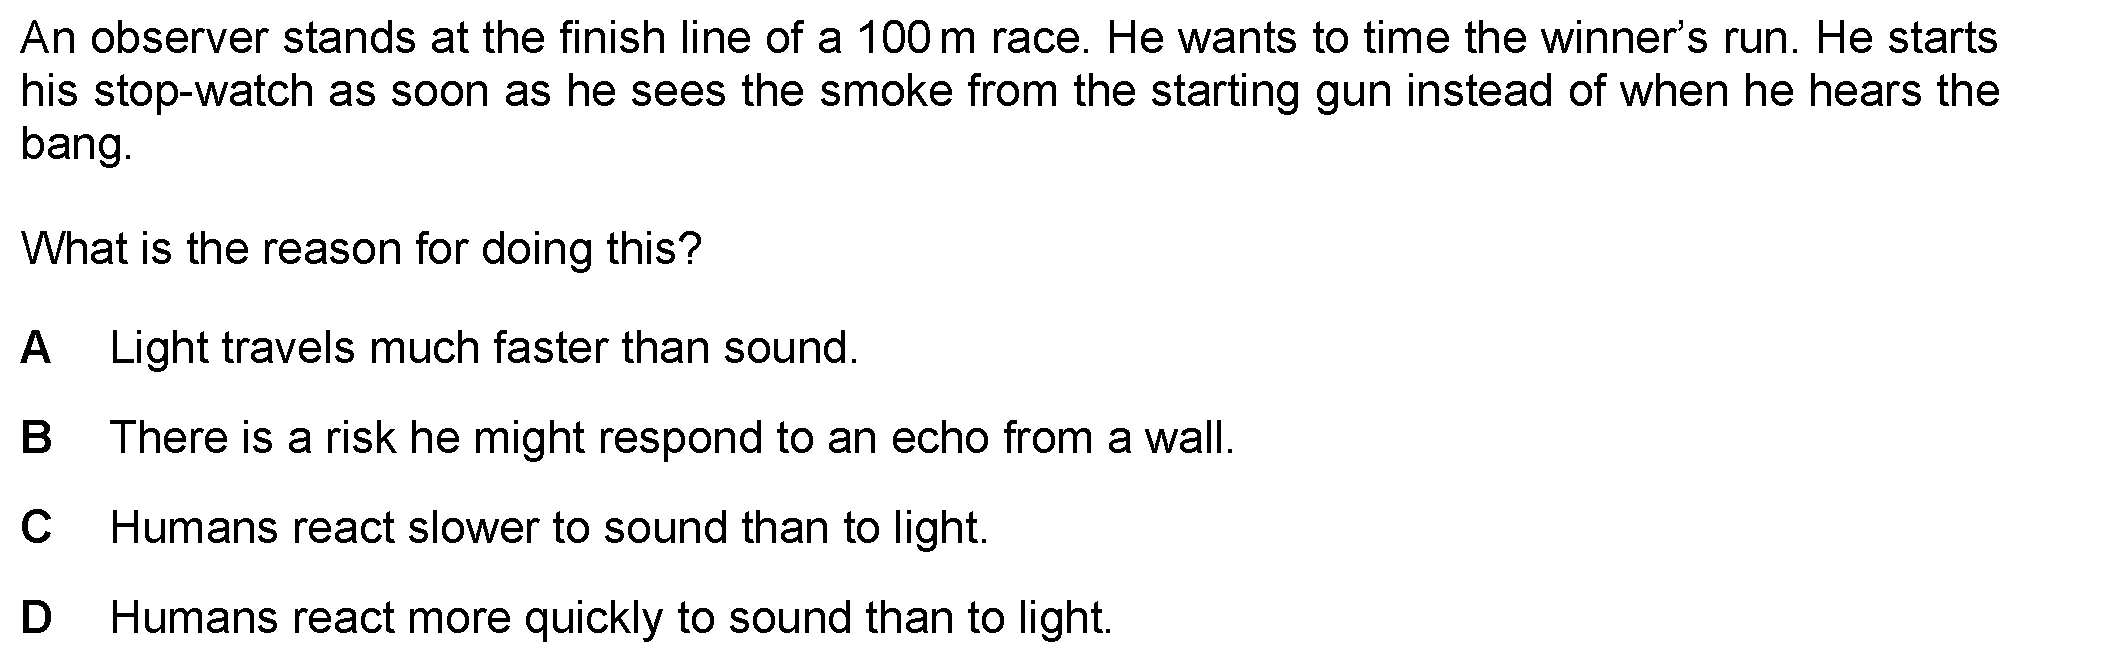 An observer stands at the finish line of a 100 m race. He wants to time the winner’s run. He starts
his stop-watch as soon as he sees the smoke from the starting gun instead of when he hears the
bang.
What is the reason for doing this?
A Light travels much faster than sound.
B There is a risk he might respond to an echo from a wall.
C Humans react slower to sound than to light.
D Humans react more quickly to sound than to light.